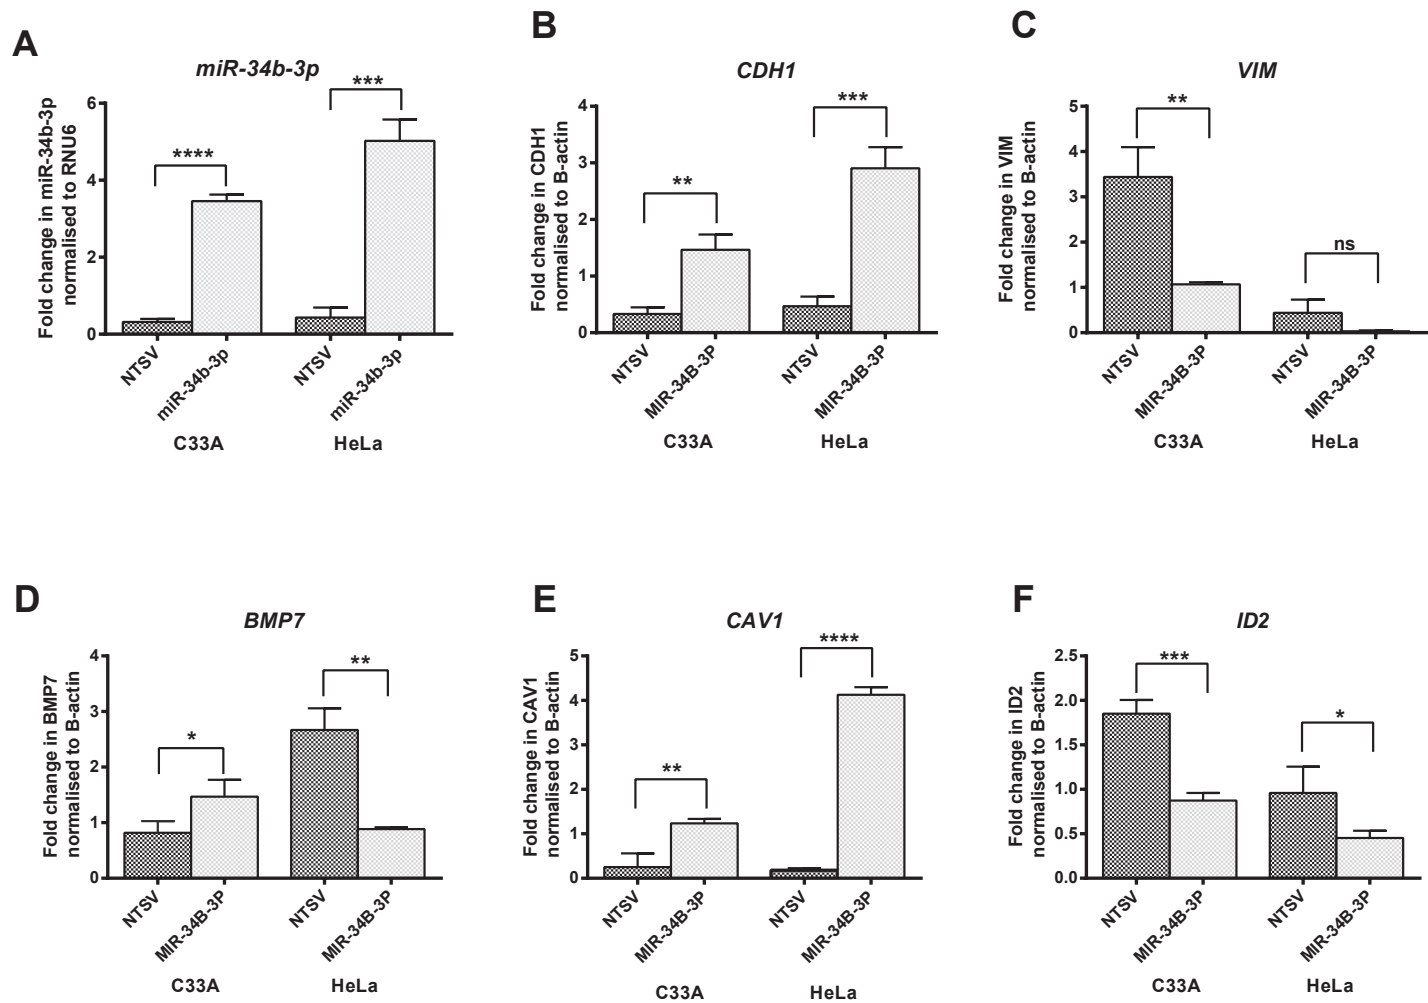 A
miR-34b-3p
Fold change in miR-34b-3p
normalised to RNU6
6
4
2
0
****
***
NTSV
miR-34b-3p
NTSV
miR-34b-3p
C33A
HeLa
B
CDH1
Fold change in CDH1
normalised to B-actin
4
3
2
1
0
**
***
NTSV
MIR-34B-3P
NTSV
MIR-34B-3P
C33A
HeLa
C
VIM
Fold change in VIM
normalised to B-actin
5
4
3
2
1
0
**
ns
NTSV
MIR-34B-3P
NTSV
MIR-34B-3P
C33A
HeLa
D
BMP7
Fold change in BMP7
normalised to B-actin
4
3
2
1
0
*
**
NTSV
MIR-34B-3P
NTSV
MIR-34B-3P
C33A
HeLa
E
CAV1
Fold change in CAV1
normalised to B-actin
5
4
3
2
1
0
**
****
NTSV
MIR-34B-3P
NTSV
MIR-34B-3P
C33A
HeLa
F
ID2
Fold change in ID2
normalised to B-actin
2.5
2.0
1.5
1.0
0.5
0.0
***
*
NTSV
MIR-34B-3P
NTSV
MIR-34B-3P
C33A
HeLa